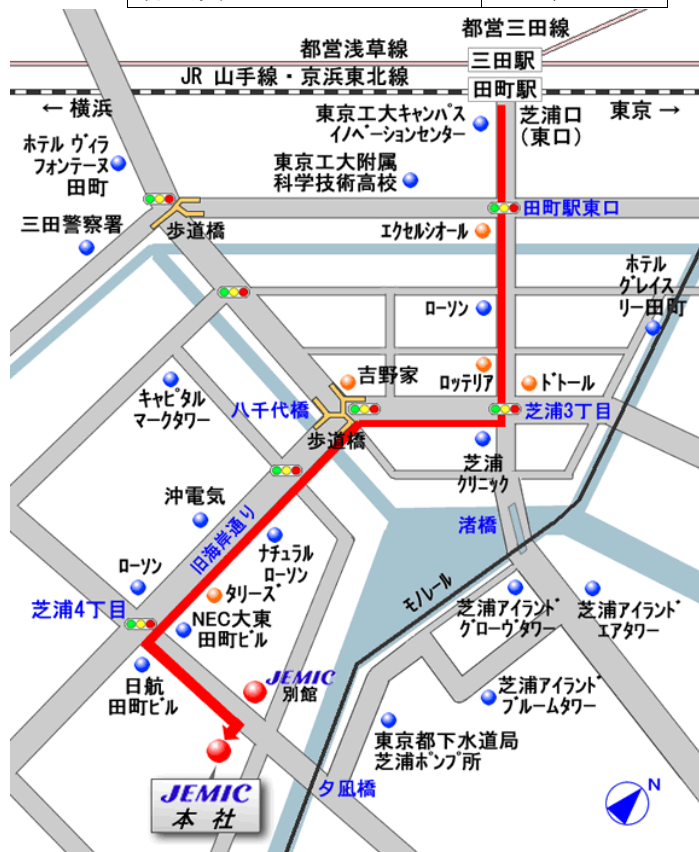 都営三田線
都営浅草線
三田駅
JR 山手線・京浜東北線
田町駅
← 横浜
東京 →
東京工大キャンパス
イノベーションセンター
芝浦口
(東口)
ホテル ヴィラ
フォンテーヌ
田町
東京工大附属
科学技術高校
三田警察署
歩道橋
田町駅東口
エクセルシオール
ホテル
グレイス
リー田町
ローソン
吉野家
ロッテリア
ドトール
キャピタル
マークタワー
八千代橋
芝浦3丁目
歩道橋
芝浦
クリニック
沖電気
旧海岸通り
渚橋
ナチュラル
ローソン
ローソン
タリーズ
モノレール
芝浦4丁目
NEC大東
田町ビル
芝浦アイランド
グローヴタワー
芝浦アイランド
エアタワー
日航
田町ビル
JEMIC
別館
芝浦アイランド
ブルームタワー
東京都下水道局
芝浦ポンプ所
夕凪橋
JEMIC
本 社
N